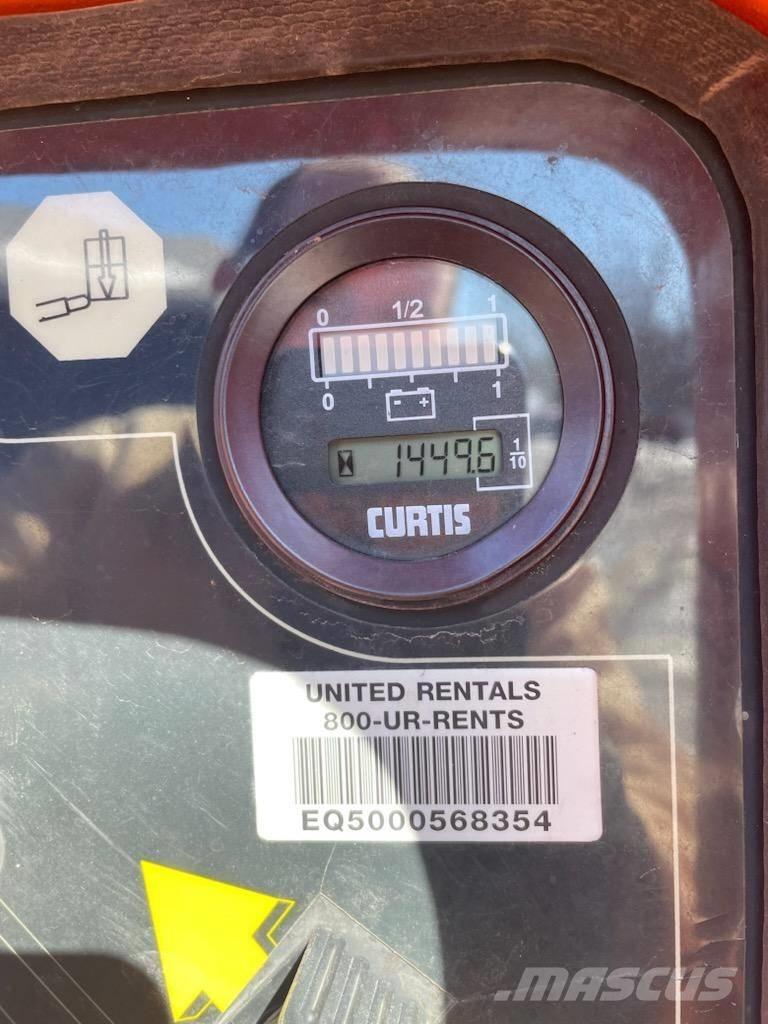 0 1/2 1
0 1
- +
1449.6 1/10
CURTIS
UNITED RENTALS
800-UR-RENTS
EQ5000568354
MASCUS